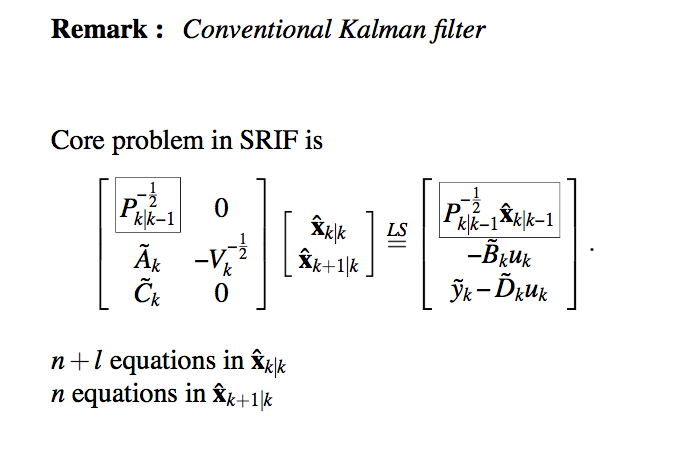 Remark : Conventional Kalman filter
Core problem in SRIF is
\begin{bmatrix} \boxed{P_{k|k-1}^{-\frac{1}{2}}} & 0 \\ \tilde{A}_k & -V_k^{-\frac{1}{2}} \\ \tilde{C}_k & 0 \end{bmatrix} \begin{bmatrix} \hat{\mathbf{x}}_{k|k} \\ \hat{\mathbf{x}}_{k+1|k} \end{bmatrix} \overset{LS}{=} \begin{bmatrix} \boxed{P_{k|k-1}^{-\frac{1}{2}} \hat{\mathbf{x}}_{k|k-1}} \\ -\tilde{B}_k u_k \\ \tilde{y}_k - \tilde{D}_k u_k \end{bmatrix} .
n + l equations in \hat{\mathbf{x}}_{k|k}
n equations in \hat{\mathbf{x}}_{k+1|k}